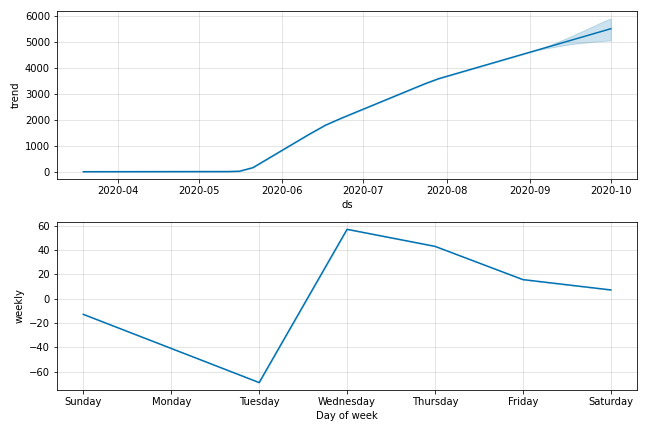 6000
5000
4000
3000
2000
1000
0
trend
2020-04 2020-05 2020-06 2020-07 2020-08 2020-09 2020-10
ds
60
40
20
0
−20
−40
−60
weekly
Sunday Monday Tuesday Wednesday Thursday Friday Saturday
Day of week